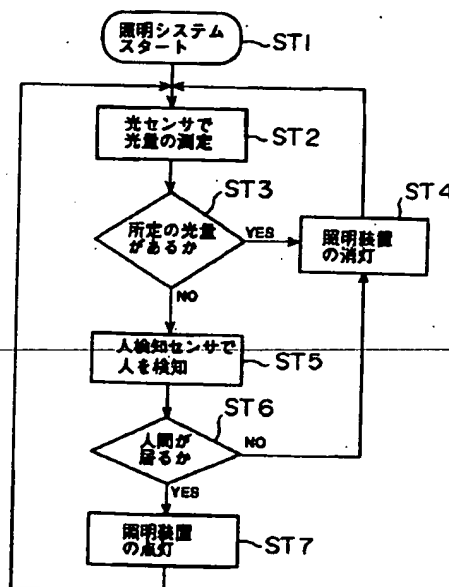 照明システム
スタート
ST1
光センサで
光量の測定
ST2
ST3
所定の光量
があるか
YES
ST4
照明装置
の消灯
NO
人検知センサで
人を検知
ST5
ST6
人間が
居るか
NO
YES
照明装置
の点灯
ST7